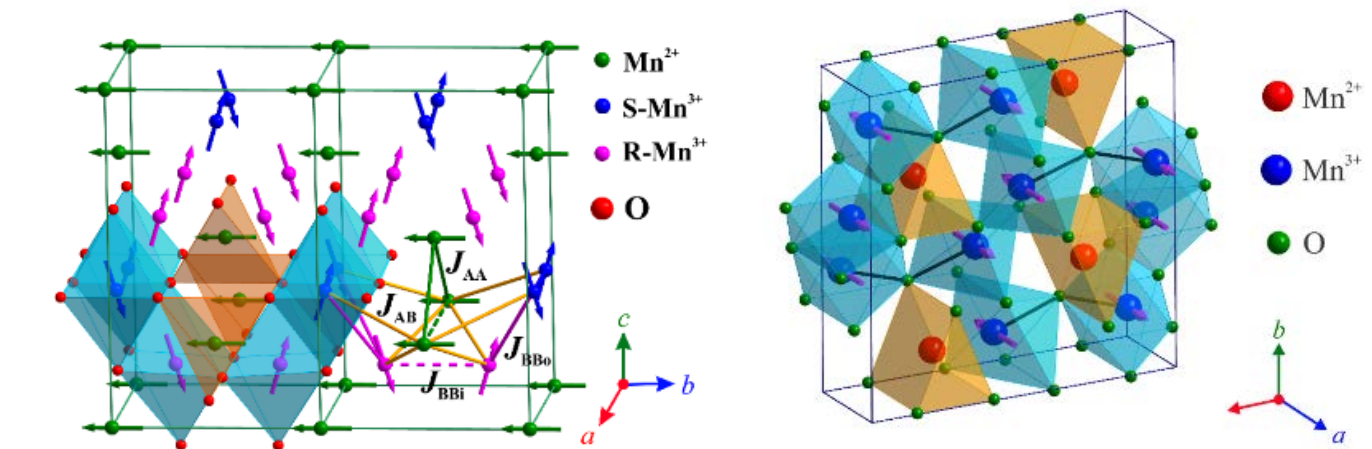 Mn2+
S-Mn3+
R-Mn3+
O
JAA
JAB
JBBo
JBBi
c
b
a
Mn2+
Mn3+
O
b
a